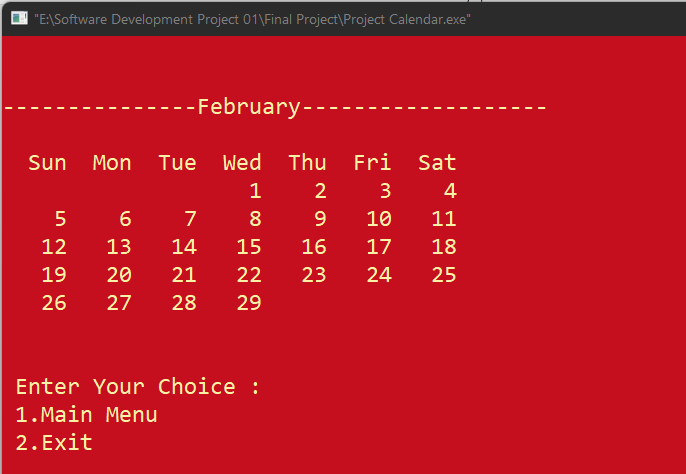 "E:\Software Development Project 01\Final Project\Project Calendar.exe"
---------------February-------------------
Sun Mon Tue Wed Thu Fri Sat
1 2 3 4
5 6 7 8 9 10 11
12 13 14 15 16 17 18
19 20 21 22 23 24 25
26 27 28 29
Enter Your Choice :
1.Main Menu
2.Exit